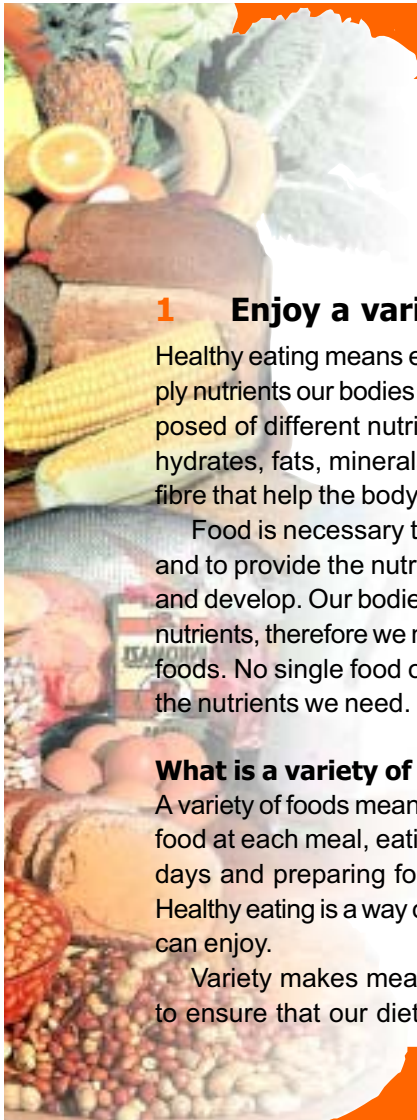 1 Enjoy a vari
Healthy eating means e
ply nutrients our bodies
posed of different nutri
hydrates, fats, mineral
fibre that help the body
Food is necessary t
and to provide the nutr
and develop. Our bodie
nutrients, therefore we r
foods. No single food c
the nutrients we need.
What is a variety of
A variety of foods mean
food at each meal, eati
days and preparing fo
Healthy eating is a way o
can enjoy.
Variety makes mea
to ensure that our diet